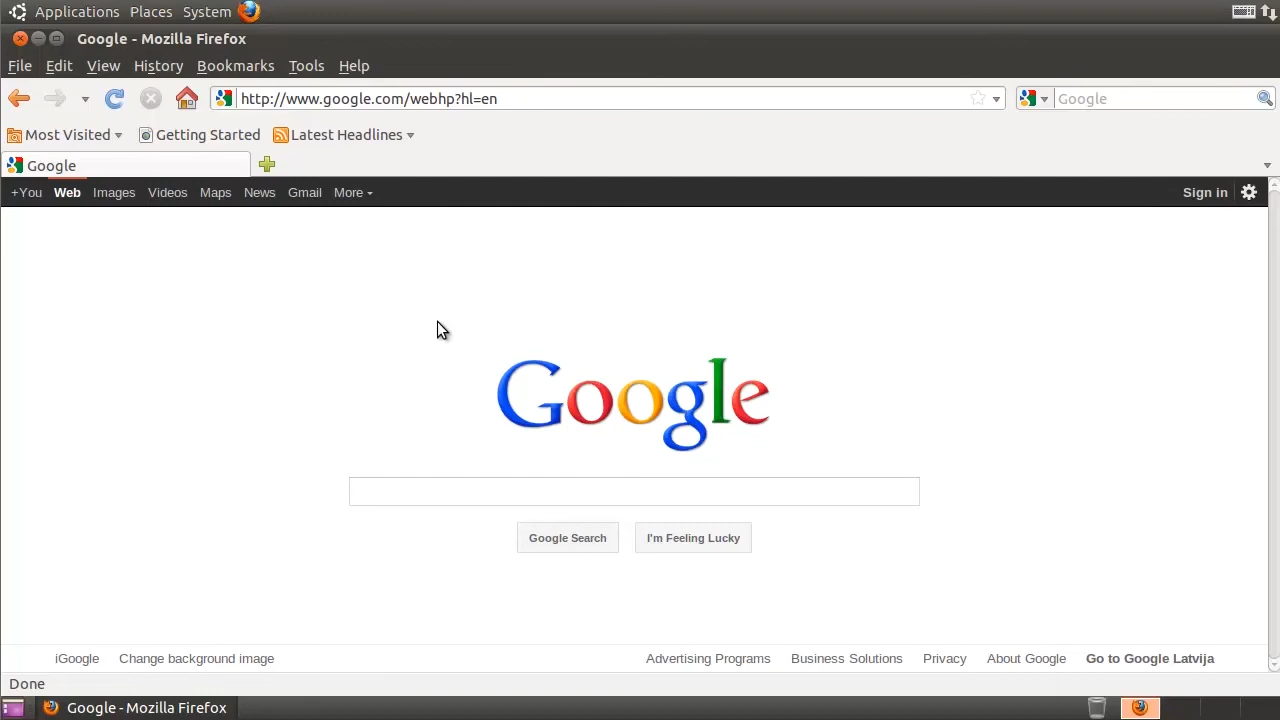 Applications Places System
Google - Mozilla Firefox
File Edit View History Bookmarks Tools Help
http://www.google.com/webhp?hl=en Google
Most Visited Getting Started Latest Headlines
Google
+You Web Images Videos Maps News Gmail More Sign in
Google
Google Search I'm Feeling Lucky
iGoogle Change background image Advertising Programs Business Solutions Privacy About Google Go to Google Latvija
Done
Google - Mozilla Firefox